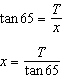 tan 65 = T/x
x = T/tan 65